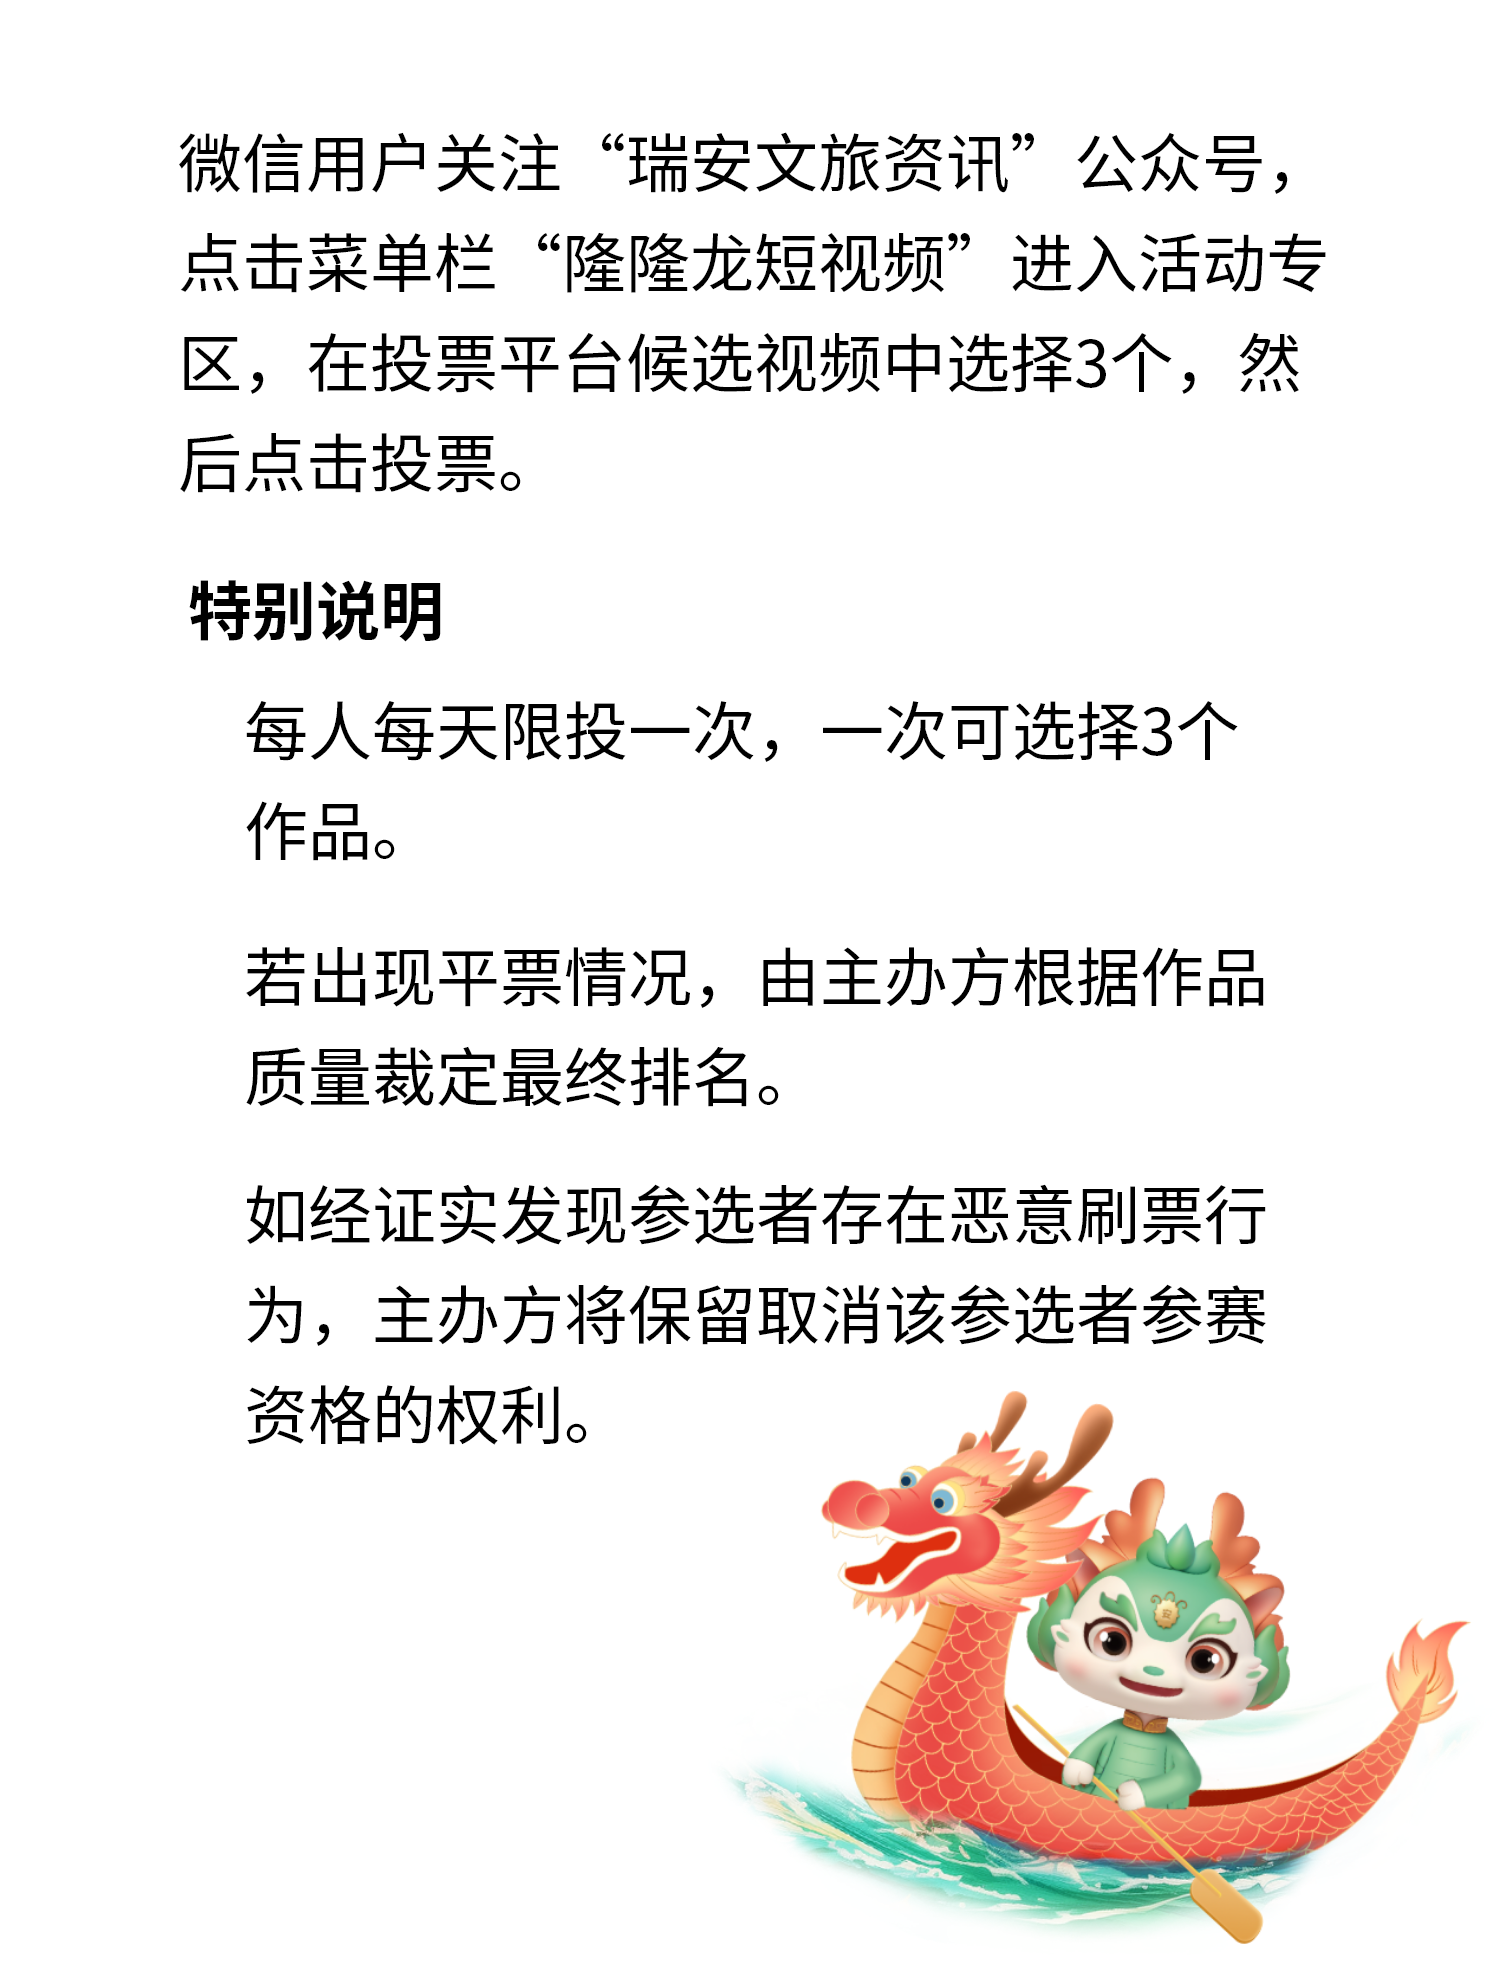 微信用户关注“瑞安文旅资讯”公众号，
点击菜单栏“隆隆龙短视频”进入活动专
区，在投票平台候选视频中选择3个，然
后点击投票。
特别说明
每人每天限投一次，一次可选择3个
作品。
若出现平票情况，由主办方根据作品
质量裁定最终排名。
如经证实发现参选者存在恶意刷票行
为，主办方将保留取消该参选者参赛
资格的权利。
安